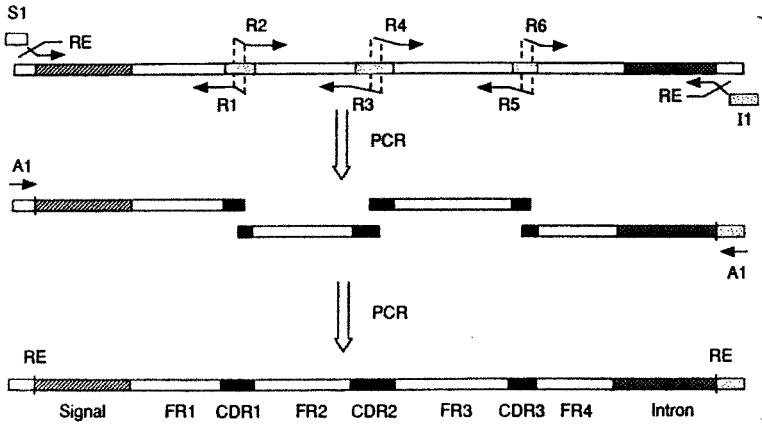 S1
RE
R2
R4
R6
R1
R3
R5
RE
I1
PCR
A1
A1
PCR
RE
RE
Signal
FR1
CDR1
FR2
CDR2
FR3
CDR3
FR4
Intron